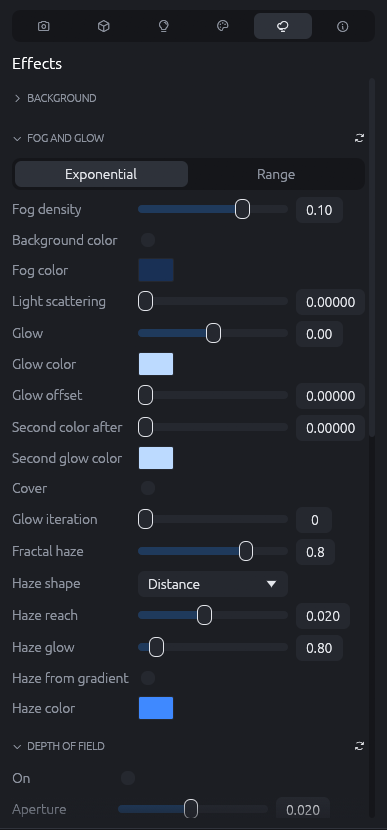 Effects
BACKGROUND
FOG AND GLOW
Exponential Range
Fog density 0.10
Background color
Fog color
Light scattering 0.00000
Glow 0.00
Glow color
Glow offset 0.00000
Second color after 0.00000
Second glow color
Cover
Glow iteration 0
Fractal haze 0.8
Haze shape Distance
Haze reach 0.020
Haze glow 0.80
Haze from gradient
Haze color
DEPTH OF FIELD
On
Aperture 0.020